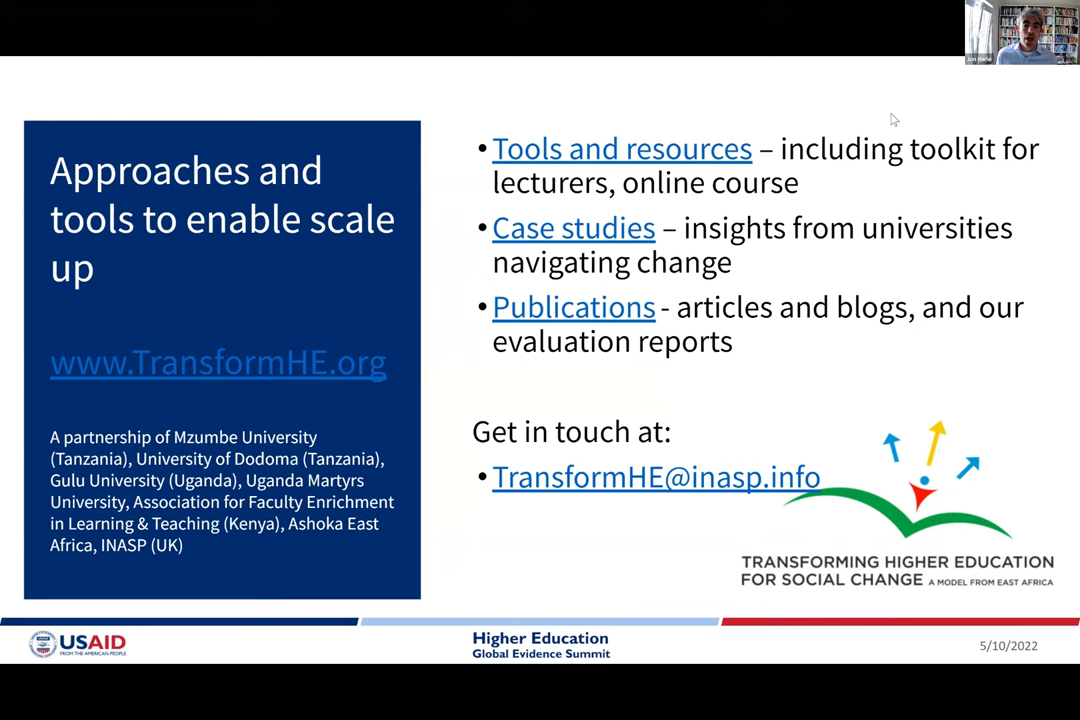 Jon Harle
Approaches and
tools to enable scale
up
www.TransformHE.org
A partnership of Mzumbe University
(Tanzania), University of Dodoma (Tanzania),
Gulu University (Uganda), Uganda Martyrs
University, Association for Faculty Enrichment
in Learning & Teaching (Kenya), Ashoka East
Africa, INASP (UK)
•Tools and resources – including toolkit for
lecturers, online course
•Case studies – insights from universities
navigating change
•Publications - articles and blogs, and our
evaluation reports
Get in touch at:
•TransformHE@inasp.info
TRANSFORMING HIGHER EDUCATION
FOR SOCIAL CHANGE A MODEL FROM EAST AFRICA
USAID
FROM THE AMERICAN PEOPLE
Higher Education
Global Evidence Summit
5/10/2022